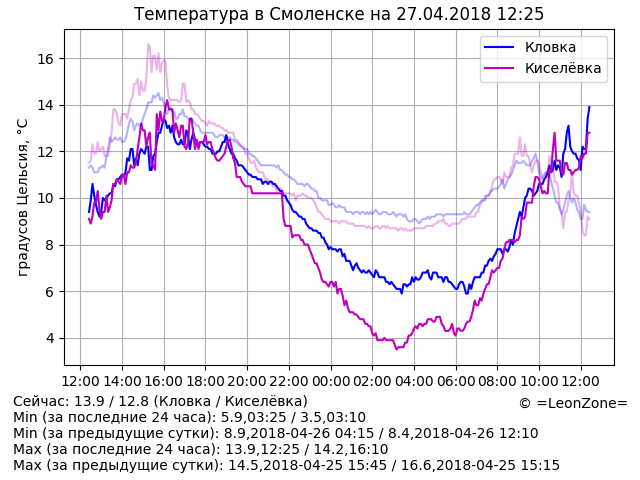 Температура в Смоленске на 27.04.2018 12:25
Кловка
Киселёвка
градусов Цельсия, °C
16
14
12
10
8
6
4
12:00 14:00 16:00 18:00 20:00 22:00 00:00 02:00 04:00 06:00 08:00 10:00 12:00
Сейчас: 13.9 / 12.8 (Кловка / Киселёвка)
© =LeonZone=
Min (за последние 24 часа): 5.9,03:25 / 3.5,03:10
Min (за предыдущие сутки): 8.9,2018-04-26 04:15 / 8.4,2018-04-26 12:10
Max (за последние 24 часа): 13.9,12:25 / 14.2,16:10
Max (за предыдущие сутки): 14.5,2018-04-25 15:45 / 16.6,2018-04-25 15:15